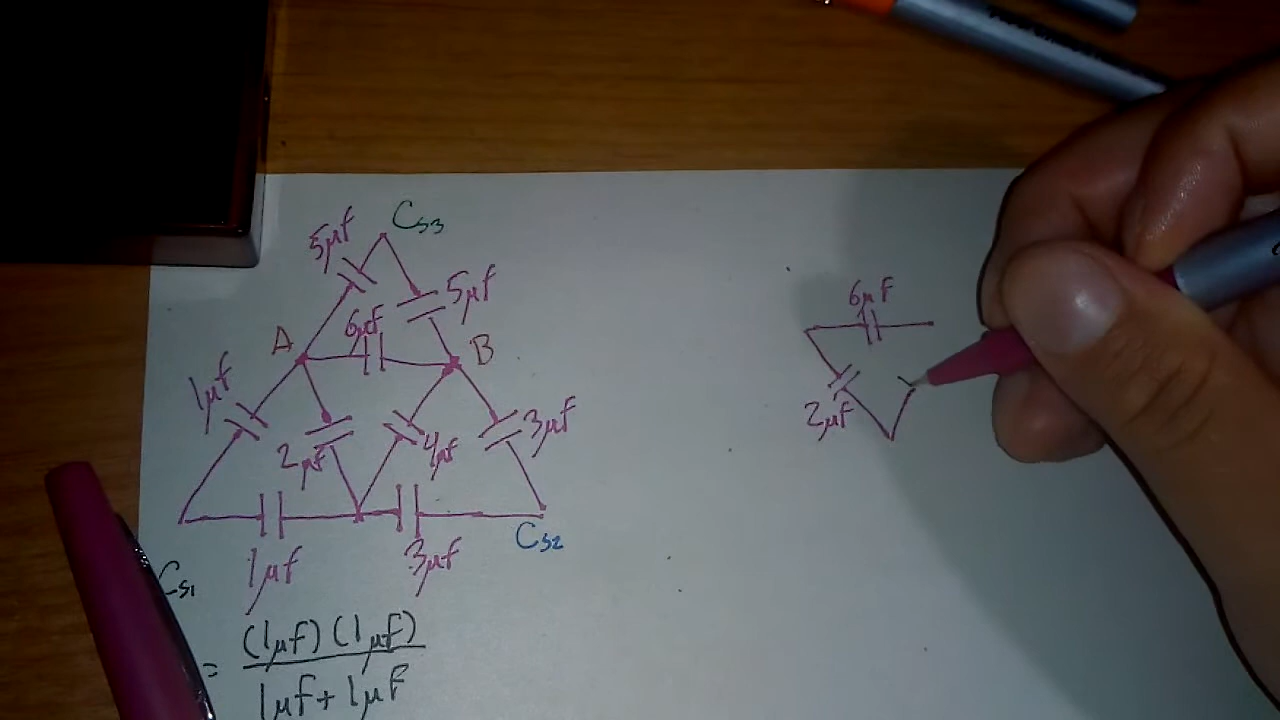 Cs3
5μf
5μf
6μf
A
B
1μf
2μf
4μf
3μf
1μf
3μf
Cs2
Cs1
= (1μf)(1μf)
1μf+1μF
6μF
2μf